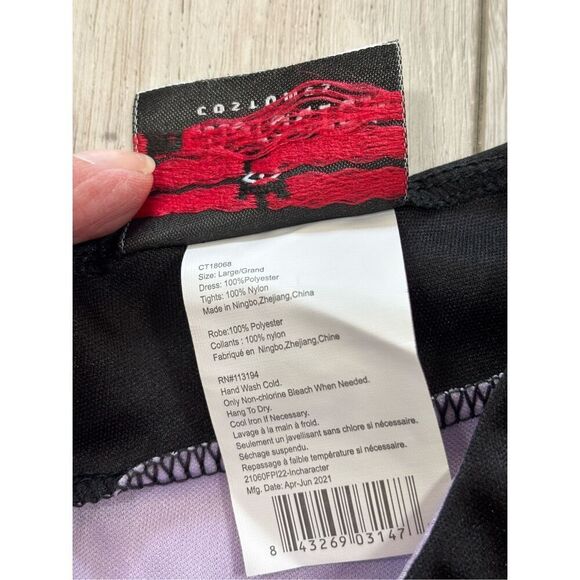 CT18068
Size: Large/Grand
Dress: 100%Polyester
Tights: 100% Nylon
Made in Ningbo,Zhejiang,China
Robe:100% Polyester
Collants : 100% nylon
Fabriqué en Ningbo,Zhejiang,Chine
RN#113194
Hand Wash Cold.
Only Non-chlorine Bleach When Needed.
Hang To Dry.
Cool Iron If Necessary.
Lavage à la main à froid.
Seulement un javellisant sans chlore si nécessaire.
Séchage suspendu.
Repassage à faible température si nécessaire.
21060FPI22-Incharacter
Mfg. Date: Apr-Jun 2021
8 43269 03147